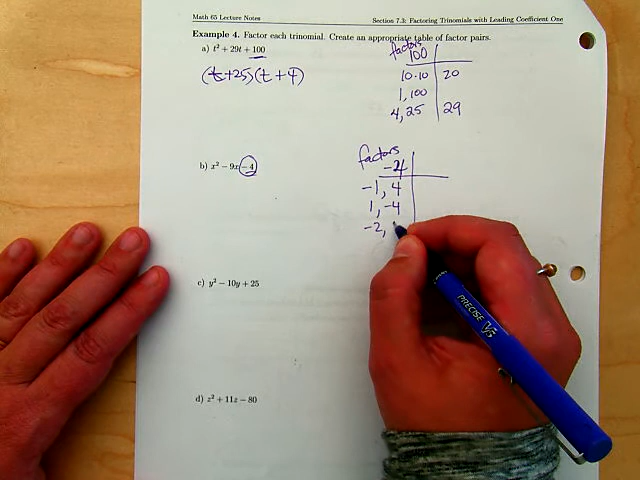 Math 65 Lecture Notes Section 7.3: Factoring Trinomials with Leading Coefficient One
Example 4. Factor each trinomial. Create an appropriate table of factor pairs.
a) t² + 29t + 100
(t+25)(t+4)
factors
100
10·10 20
1,100
4,25 29
b) x² − 9x − 4
factors
-4
-1, 4
1, -4
-2,
c) y² − 10y + 25
d) z² + 11z − 80
PRECISE V5